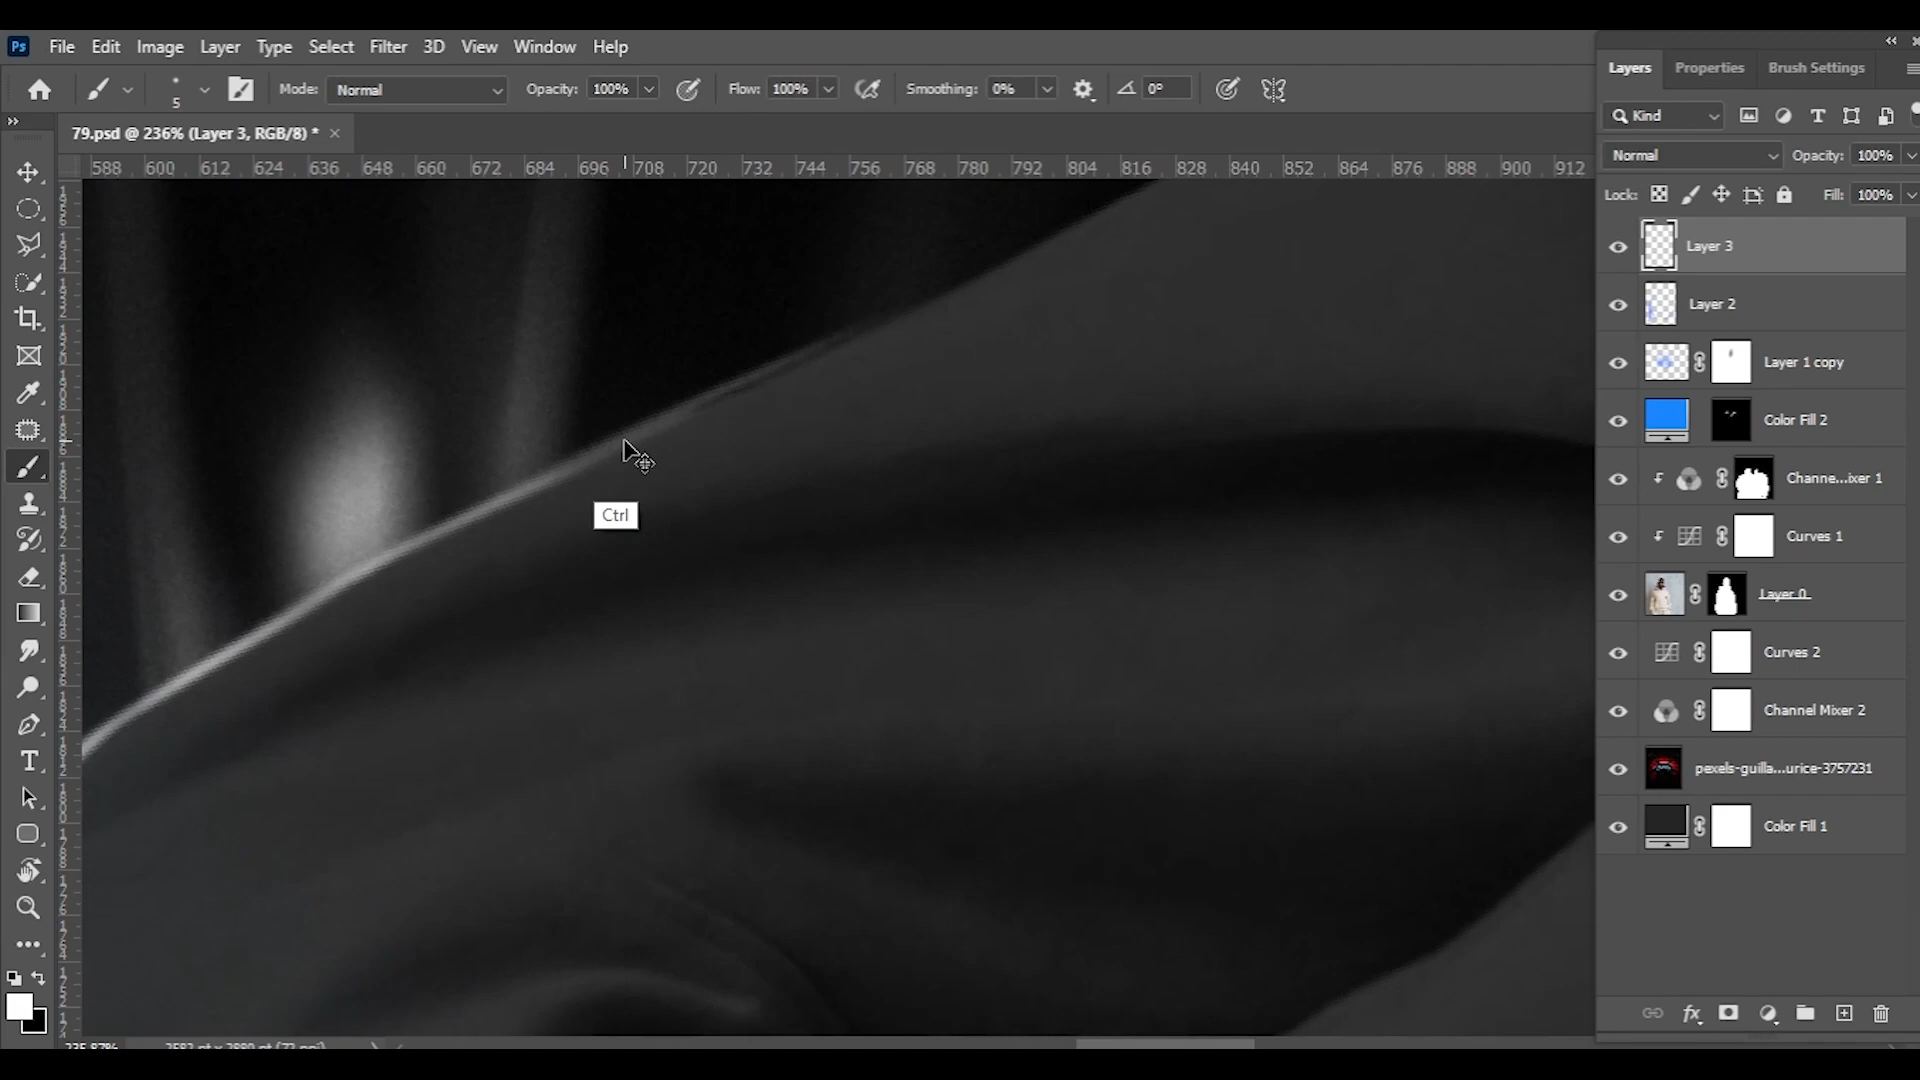 Ps File Edit Image Layer Type Select Filter 3D View Window Help
5 Mode: Normal Opacity: 100% Flow: 100% Smoothing: 0% 0°
79.psd @ 236% (Layer 3, RGB/8) * ×
588 600 612 624 636 648 660 672 684 696 708 720 732 744 756 768 780 792 804 816 828 840 852 864 876 888 900 912
Ctrl
Layers Properties Brush Settings
Kind
Normal Opacity: 100%
Lock: Fill: 100%
Layer 3
Layer 2
Layer 1 copy
Color Fill 2
Channe...ixer 1
Curves 1
Layer 0
Curves 2
Channel Mixer 2
pexels-guilla...urice-3757231
Color Fill 1